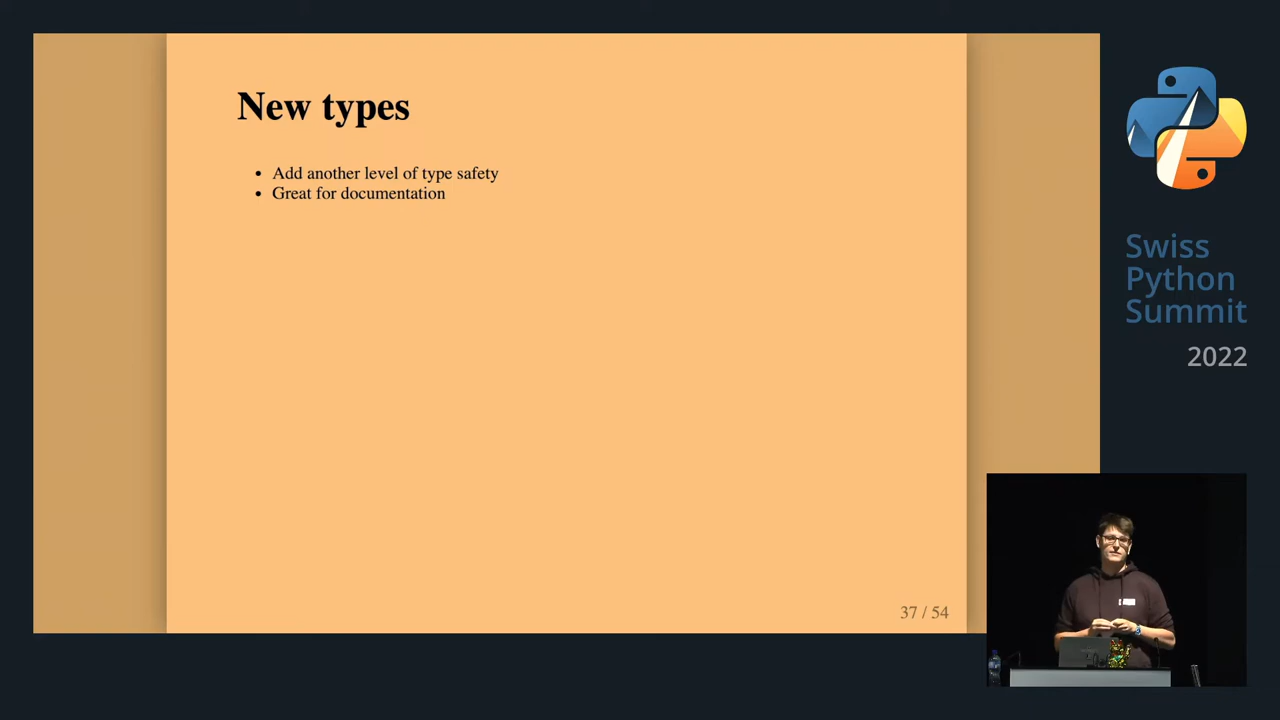 New types
Add another level of type safety
Great for documentation
37 / 54
Swiss
Python
Summit
2022